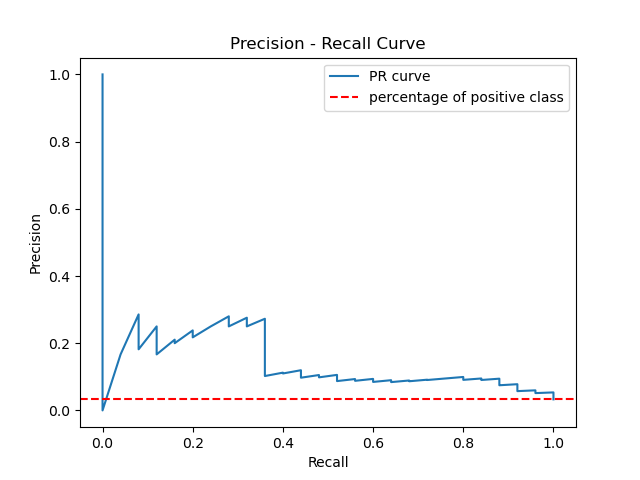 Precision - Recall Curve
PR curve
percentage of positive class
Precision
1.0
0.8
0.6
0.4
0.2
0.0
0.0 0.2 0.4 0.6 0.8 1.0
Recall